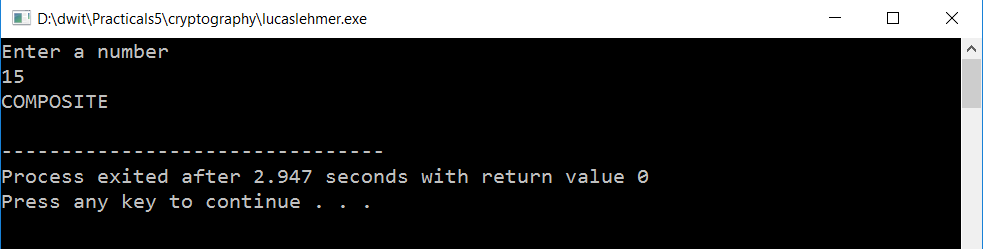 D:\dwit\Practicals5\cryptography\lucaslehmer.exe
Enter a number
15
COMPOSITE
--------------------------------
Process exited after 2.947 seconds with return value 0
Press any key to continue . . .